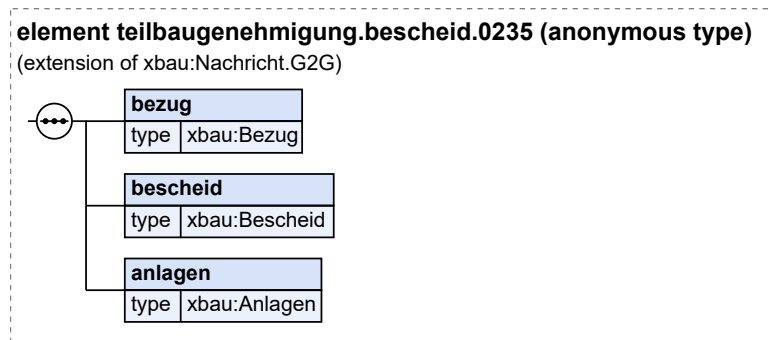 element teilbaugenehmigung.bescheid.0235 (anonymous type)
(extension of xbau:Nachricht.G2G)
bezug
type xbau:Bezug
bescheid
type xbau:Bescheid
anlagen
type xbau:Anlagen